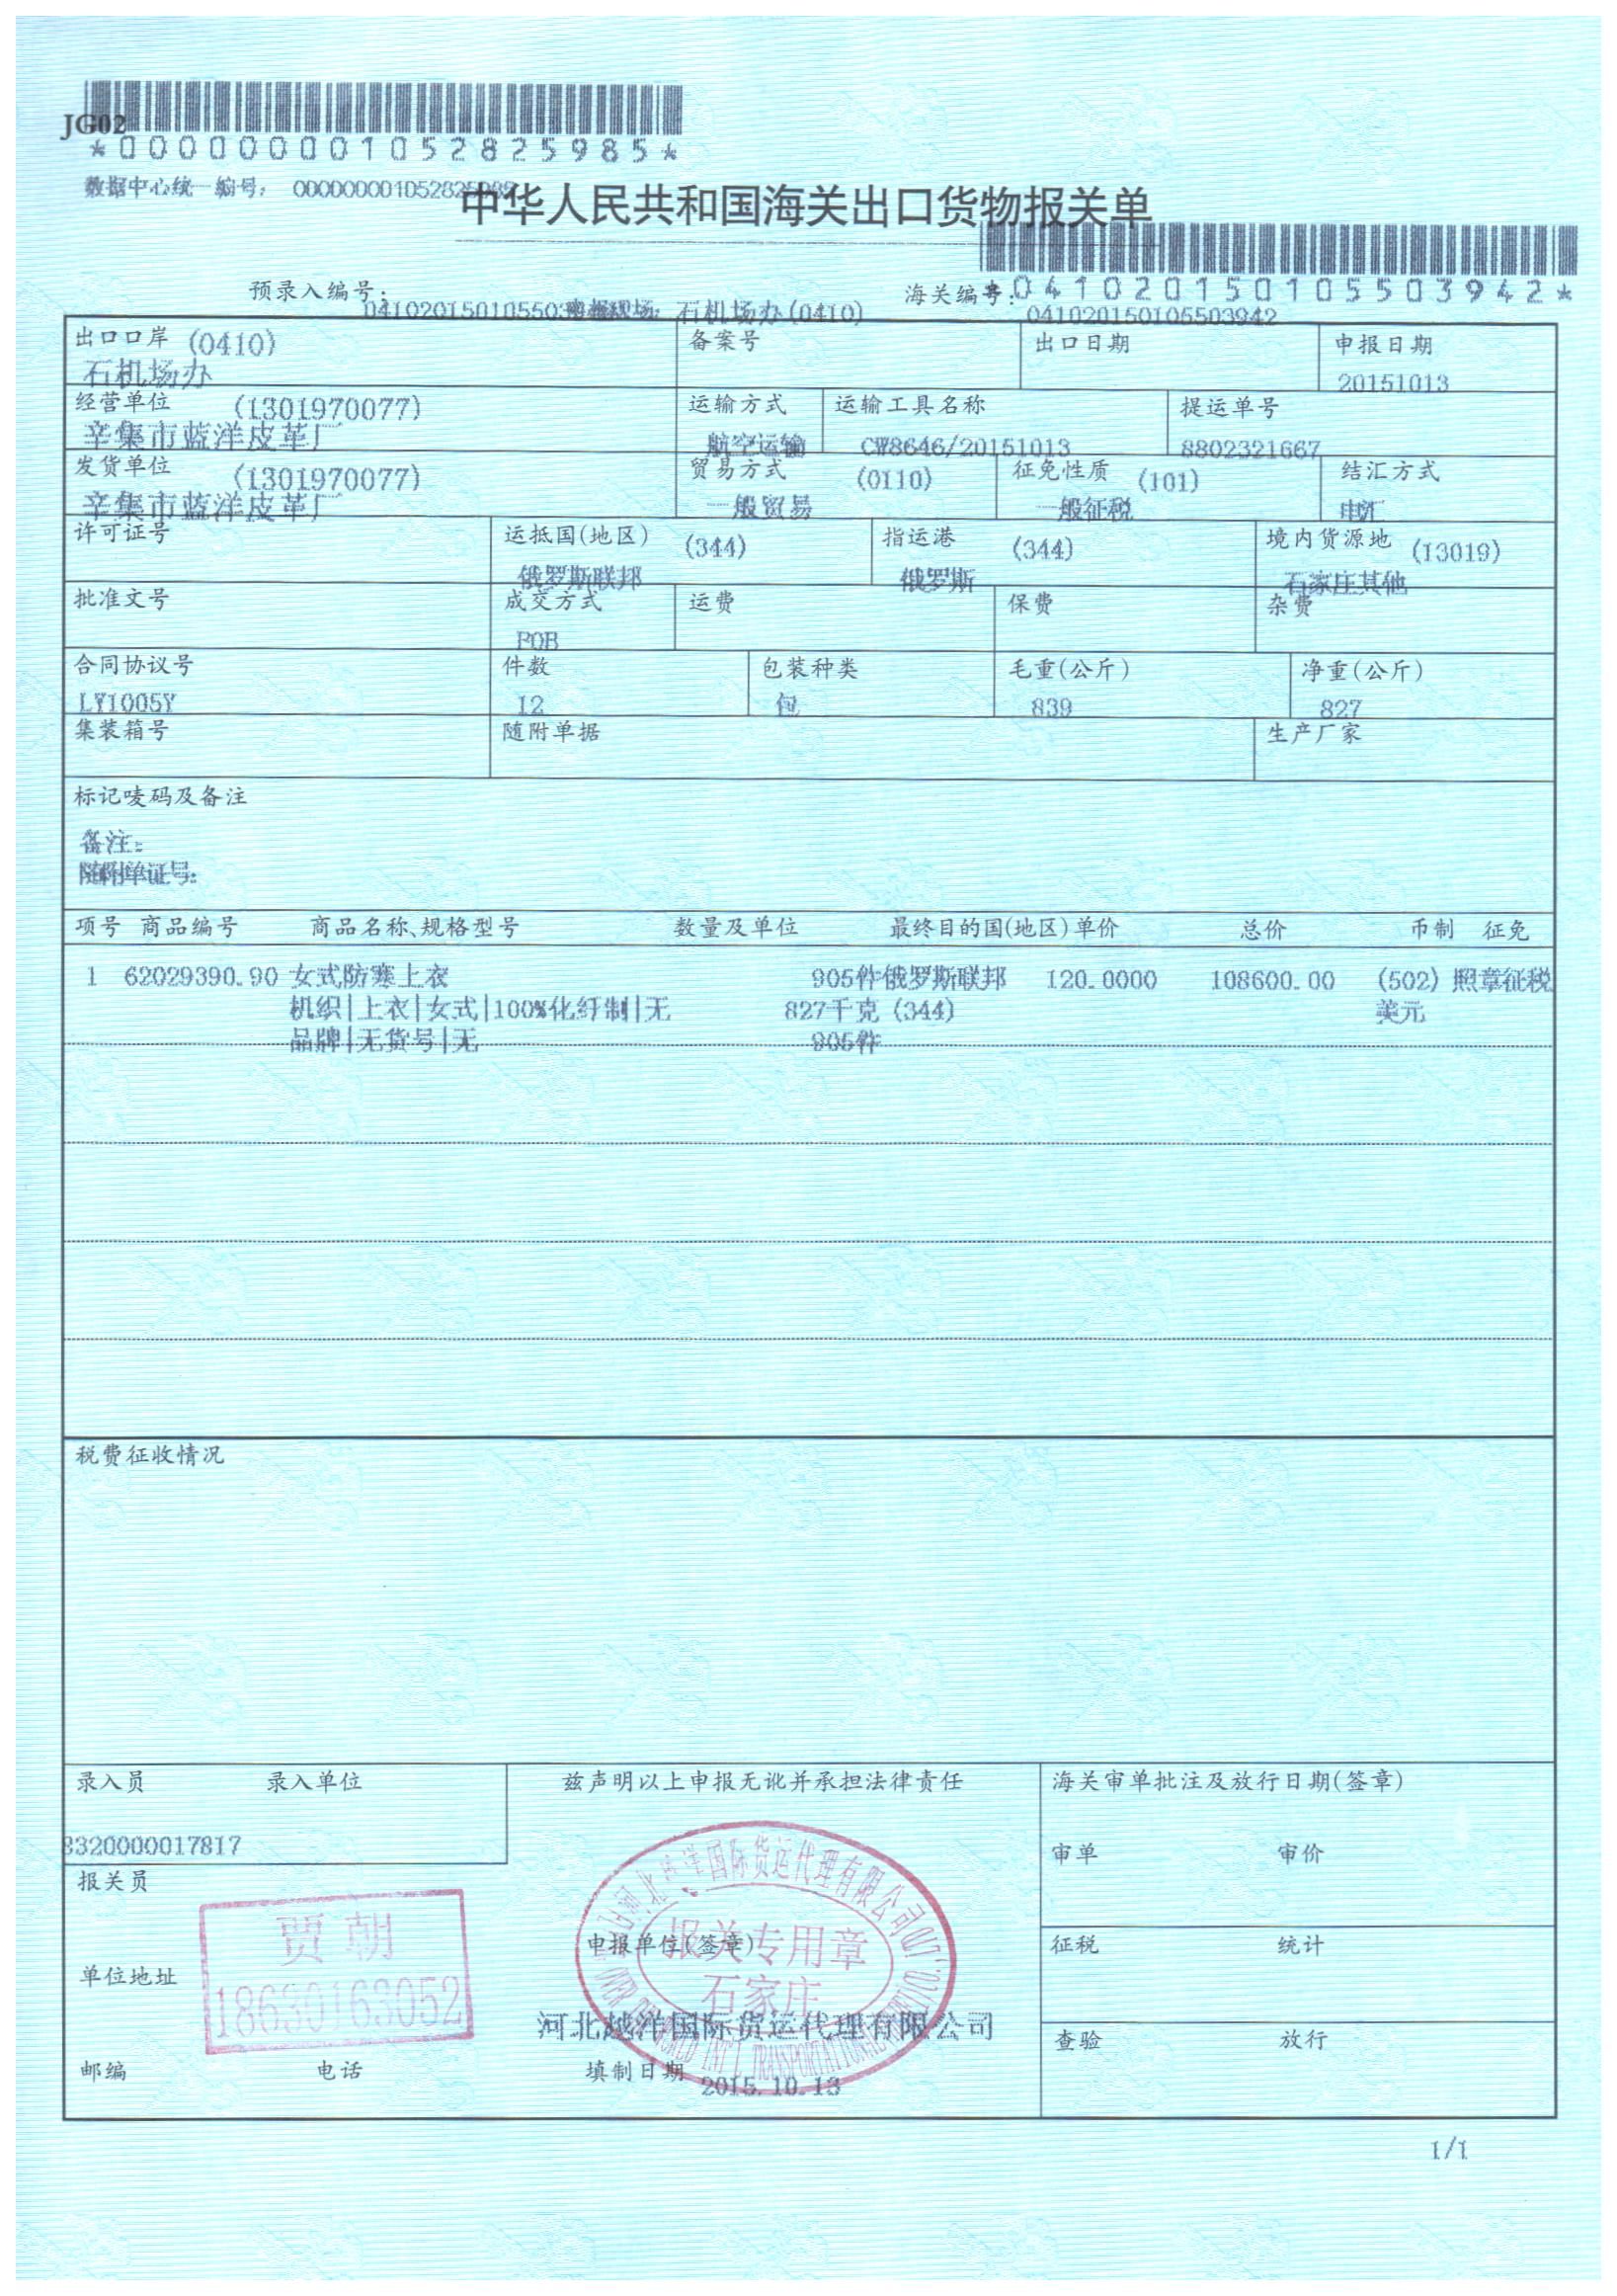 JG02
*000000001052825985*
数据中心统一编号: 000000001052825985
中华人民共和国海关出口货物报关单
*041020150105503942*
预录入编号: 申报现场: 石机场办(0410) 海关编号: 041020150105503942
出口口岸 (0410) 备案号 出口日期 申报日期
石机场办 20151013
经营单位 (1301970077) 运输方式 运输工具名称 提运单号
辛集市蓝洋皮革厂 航空运输 CW8646/20151013 8802321667
发货单位 (1301970077) 贸易方式 (0110) 征免性质 (101) 结汇方式
辛集市蓝洋皮革厂 一般贸易 一般征税 电汇
许可证号 运抵国(地区) (344) 指运港 (344) 境内货源地 (13019)
俄罗斯联邦 俄罗斯 石家庄其他
批准文号 成交方式 运费 保费 杂费
FOB
合同协议号 件数 包装种类 毛重(公斤) 净重(公斤)
LY1005Y 12 包 839 827
集装箱号 随附单据 生产厂家
标记唛码及备注
备注:
随附单证号:
项号 商品编号 商品名称、规格型号 数量及单位 最终目的国(地区) 单价 总价 币制 征免
1 62029390.90 女式防寒上衣 905件 俄罗斯联邦 120.0000 108600.00 (502) 照章征税
机织|上衣|女式|100%化纤制||无 827千克 (344) 美元
品牌|无货号|无 905件
税费征收情况
录入员 录入单位 兹声明以上申报无讹并承担法律责任 海关审单批注及放行日期(签章)
8320000017817 审单 审价
报关员
贾朝
18630163052
报关专用章
石家庄
申报单位(签章) 征税 统计
单位地址
河北越洋国际货运代理有限公司
查验 放行
邮编 电话 填制日期 2015.10.13
1/1